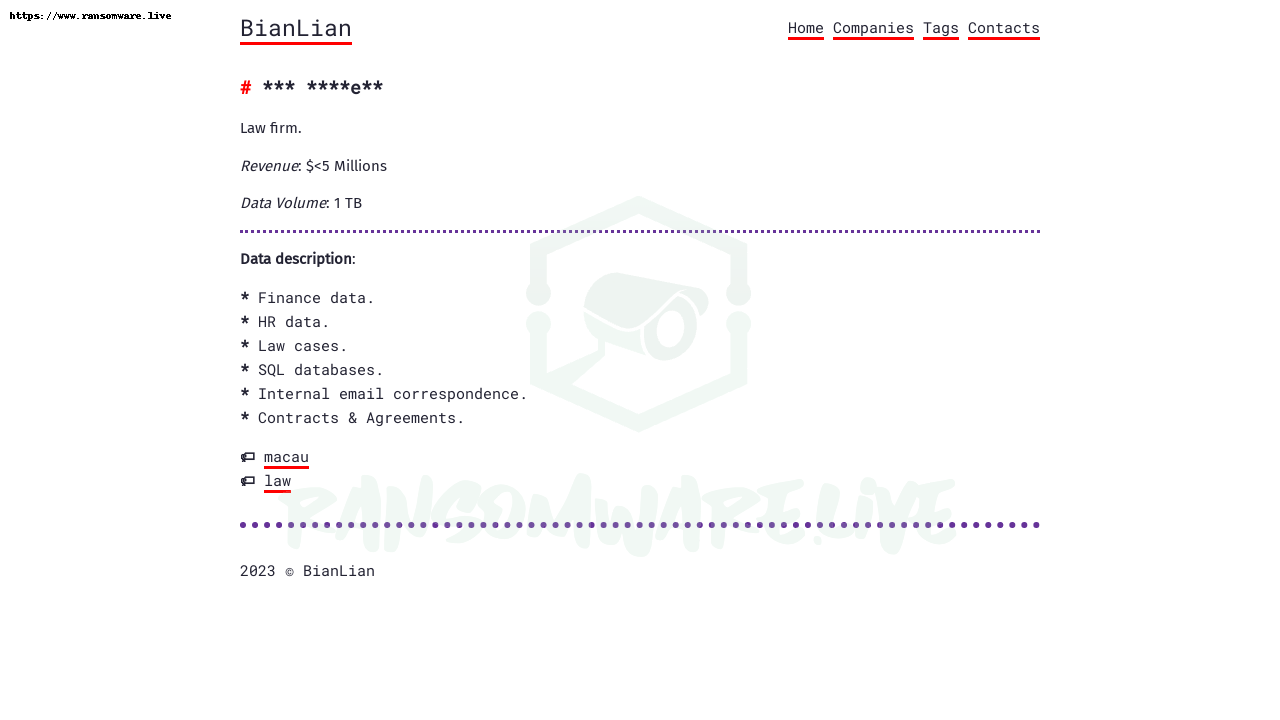 https://www.ransomware.live
BianLian
Home Companies Tags Contacts
# *** ****e**
Law firm.
Revenue: $<5 Millions
Data Volume: 1 TB
Data description:
* Finance data.
* HR data.
* Law cases.
* SQL databases.
* Internal email correspondence.
* Contracts & Agreements.
macau
law
RANSOMWARE.LIVE
2023 © BianLian